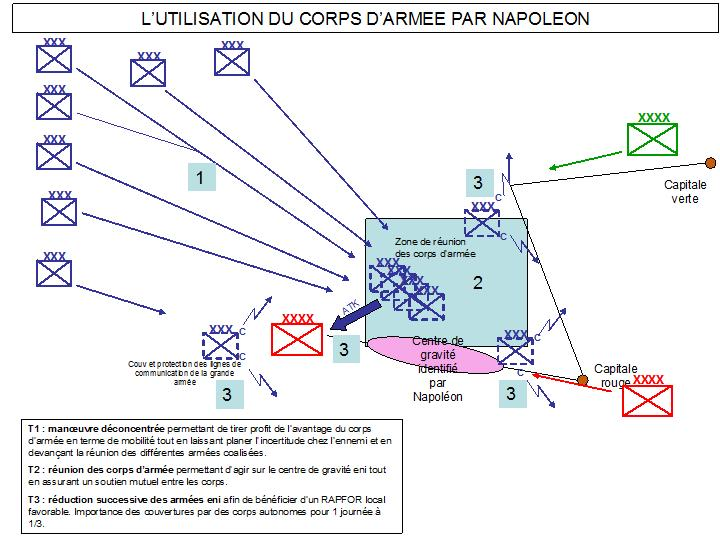 L'UTILISATION DU CORPS D'ARMEE PAR NAPOLEON
XXX
XXX
XXX
XXX
XXX
XXX
XXX
XXX
XXXX
Capitale
verte
1
3
C
XXX
C
Zone de réunion
des corps d'armée
2
XXX
XXX
XXX
XXX
ATK
XXXX
3
XXX
C
C
Couv et protection des lignes de
communication de la grande
armée
3
Centre de
gravité
identifié
par
Napoléon
XXX
C
C
3
Capitale
rouge
XXXX
T1 : manœuvre déconcentrée permettant de tirer profit de l'avantage du corps
d'armée en terme de mobilité tout en laissant planer l'incertitude chez l'ennemi et en
devançant la réunion des différentes armées coalisées.
T2 : réunion des corps d'armée permettant d'agir sur le centre de gravité eni tout
en assurant un soutien mutuel entre les corps.
T3 : réduction successive des armées eni afin de bénéficier d'un RAPFOR local
favorable. Importance des couvertures par des corps autonomes pour 1 journée à
1/3.